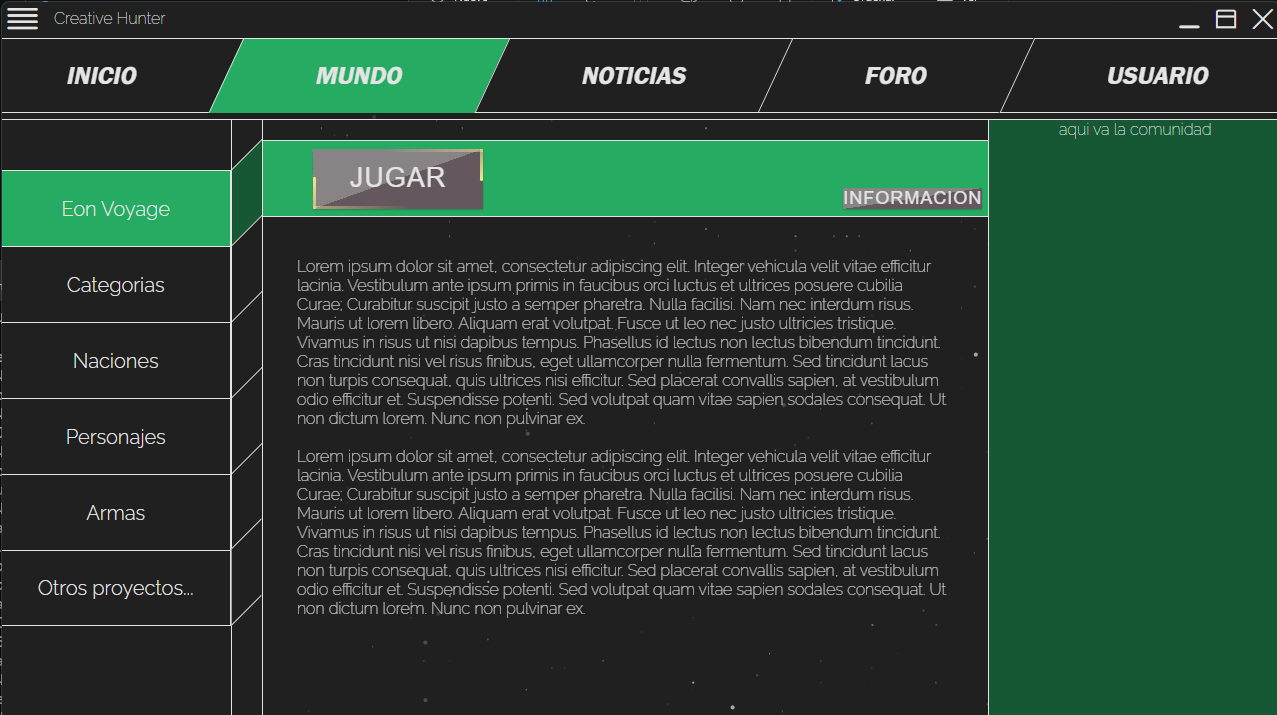 Creative Hunter
INICIO
MUNDO
NOTICIAS
FORO
USUARIO
Eon Voyage
Categorias
Naciones
Personajes
Armas
Otros proyectos...
JUGAR
INFORMACION
Lorem ipsum dolor sit amet, consectetur adipiscing elit. Integer vehicula velit vitae efficitur
lacinia. Vestibulum ante ipsum primis in faucibus orci luctus et ultrices posuere cubilia
Curae; Curabitur suscipit justo a semper pharetra. Nulla facilisi. Nam nec interdum risus.
Mauris ut lorem libero. Aliquam erat volutpat. Fusce ut leo nec justo ultricies tristique.
Vivamus in risus ut nisi dapibus tempus. Phasellus id lectus non lectus bibendum tincidunt.
Cras tincidunt nisi vel risus finibus, eget ullamcorper nulla fermentum. Sed tincidunt lacus
non turpis consequat, quis ultrices nisi efficitur. Sed placerat convallis sapien, at vestibulum
odio efficitur et. Suspendisse potenti. Sed volutpat quam vitae sapien sodales consequat. Ut
non dictum lorem. Nunc non pulvinar ex.
Lorem ipsum dolor sit amet, consectetur adipiscing elit. Integer vehicula velit vitae efficitur
lacinia. Vestibulum ante ipsum primis in faucibus orci luctus et ultrices posuere cubilia
Curae; Curabitur suscipit justo a semper pharetra. Nulla facilisi. Nam nec interdum risus.
Mauris ut lorem libero. Aliquam erat volutpat. Fusce ut leo nec justo ultricies tristique.
Vivamus in risus ut nisi dapibus tempus. Phasellus id lectus non lectus bibendum tincidunt.
Cras tincidunt nisi vel risus finibus, eget ullamcorper nulla fermentum. Sed tincidunt lacus
non turpis consequat, quis ultrices nisi efficitur. Sed placerat convallis sapien, at vestibulum
odio efficitur et. Suspendisse potenti. Sed volutpat quam vitae sapien sodales consequat. Ut
non dictum lorem. Nunc non pulvinar ex.
aqui va la comunidad